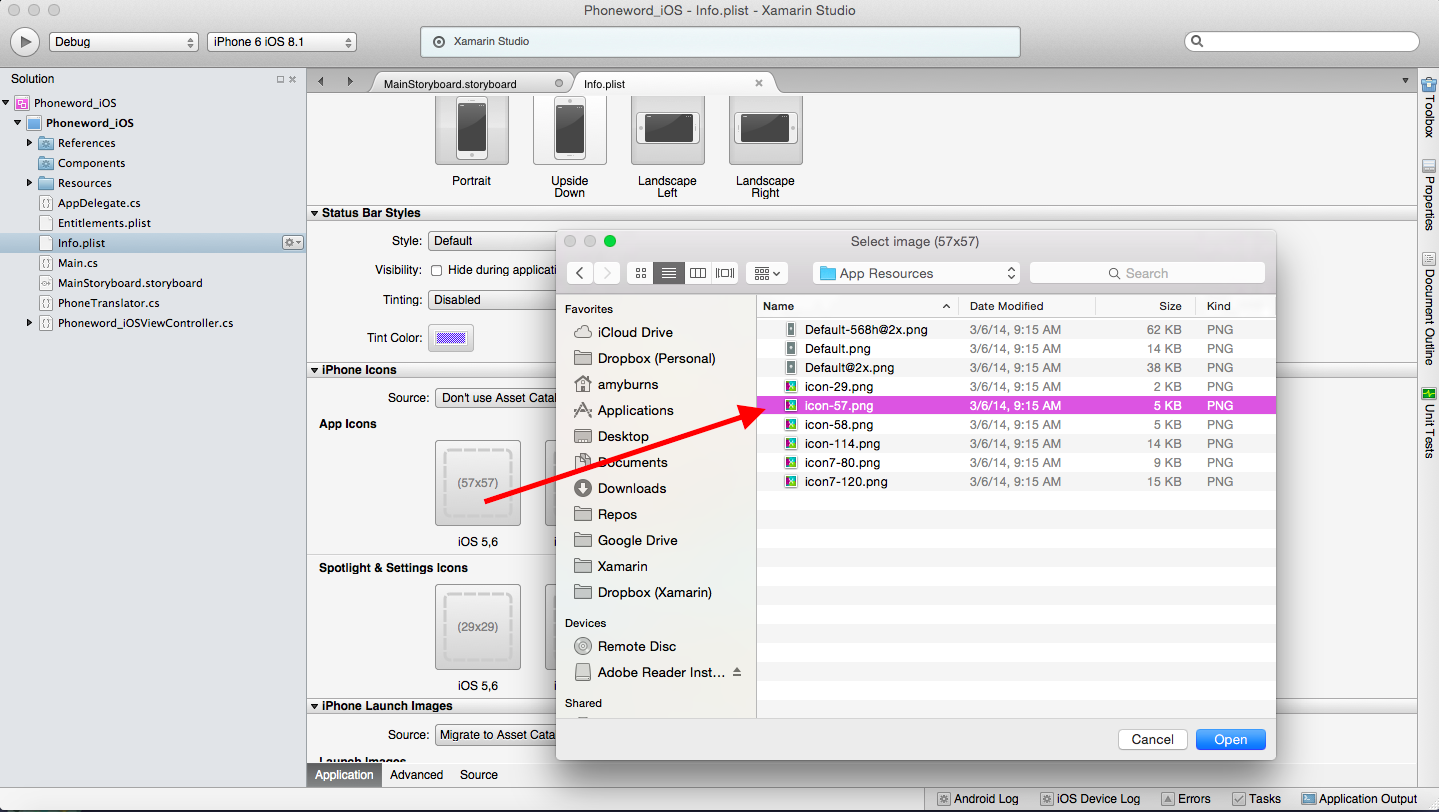 Phoneword_iOS - Info.plist - Xamarin Studio
Debug
iPhone 6 iOS 8.1
Xamarin Studio
Solution
Phoneword_iOS
Phoneword_iOS
References
Components
Resources
AppDelegate.cs
Entitlements.plist
Info.plist
Main.cs
MainStoryboard.storyboard
PhoneTranslator.cs
Phoneword_iOSViewController.cs
MainStoryboard.storyboard
Info.plist
Portrait
Upside
Down
Landscape
Left
Landscape
Right
Status Bar Styles
Style: Default
Visibility: Hide during applicati
Tinting: Disabled
Tint Color:
iPhone Icons
Source: Don't use Asset Catal
App Icons
(57x57)
iOS 5,6
Spotlight & Settings Icons
(29x29)
iOS 5,6
iPhone Launch Images
Source: Migrate to Asset Cata
Launch Images
Application Advanced Source
Select image (57x57)
App Resources
Search
Favorites
iCloud Drive
Dropbox (Personal)
amyburns
Applications
Desktop
Documents
Downloads
Repos
Google Drive
Xamarin
Dropbox (Xamarin)
Devices
Remote Disc
Adobe Reader Inst...
Shared
Name Date Modified Size Kind
Default-568h@2x.png 3/6/14, 9:15 AM 62 KB PNG
Default.png 3/6/14, 9:15 AM 14 KB PNG
Default@2x.png 3/6/14, 9:15 AM 38 KB PNG
icon-29.png 3/6/14, 9:15 AM 2 KB PNG
icon-57.png 3/6/14, 9:15 AM 5 KB PNG
icon-58.png 3/6/14, 9:15 AM 5 KB PNG
icon-114.png 3/6/14, 9:15 AM 14 KB PNG
icon7-80.png 3/6/14, 9:15 AM 9 KB PNG
icon7-120.png 3/6/14, 9:15 AM 15 KB PNG
Cancel Open
Toolbox
Properties
Document Outline
Unit Tests
Android Log iOS Device Log Errors Tasks Application Output